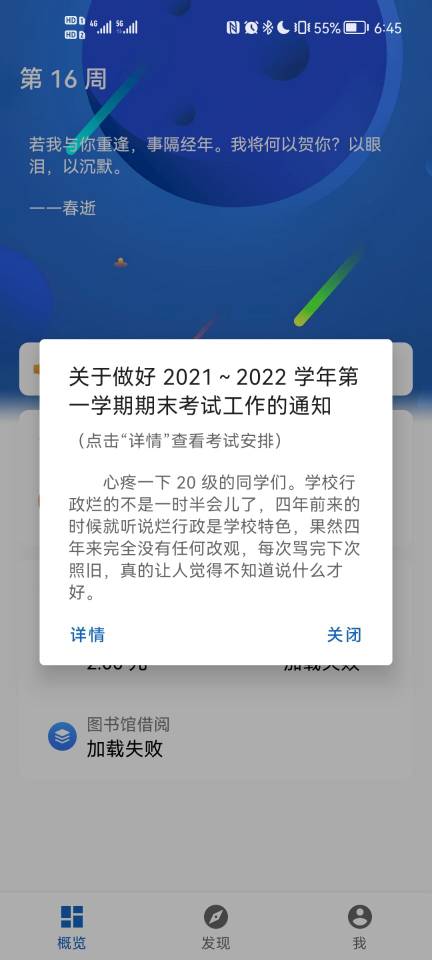 HD 1 4G 5G
HD 2
55% 6:45
第 16 周
若我与你重逢，事隔经年。我将何以贺你？以眼
泪，以沉默。
——春逝
关于做好 2021～2022 学年第
一学期期末考试工作的通知
（点击“详情”查看考试安排）
心疼一下 20 级的同学们。学校行
政烂的不是一时半会儿了，四年前来的
时候就听说烂行政是学校特色，果然四
年来完全没有任何改观，每次骂完下次
照旧，真的让人觉得不知道说什么才
好。
详情 关闭
图书馆借阅
加载失败
概览 发现 我